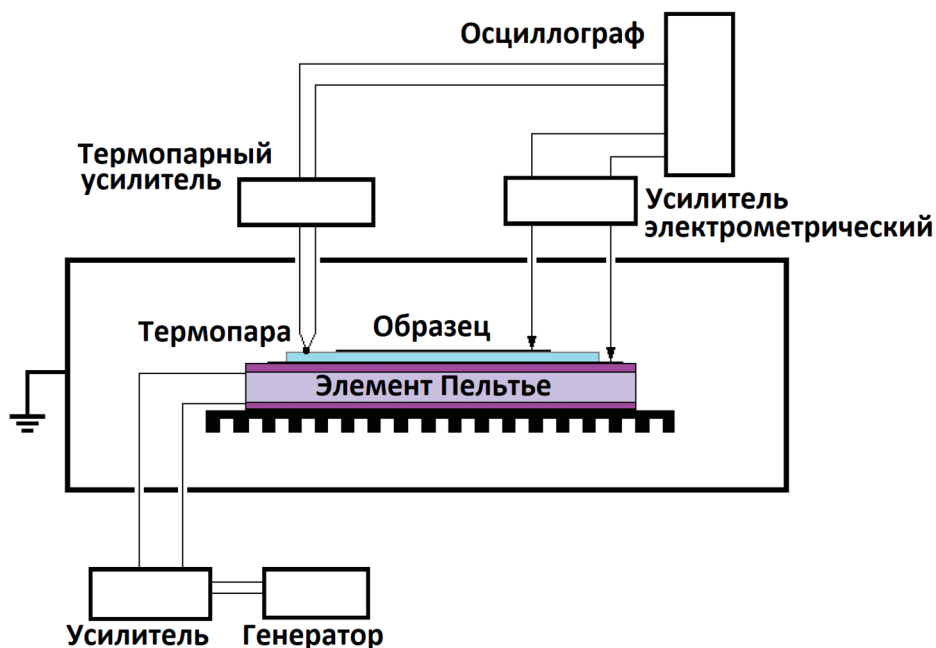 Осциллограф
Термопарный
усилитель
Усилитель
электрометрический
Термопара
Образец
Элемент Пельтье
Усилитель
Генератор